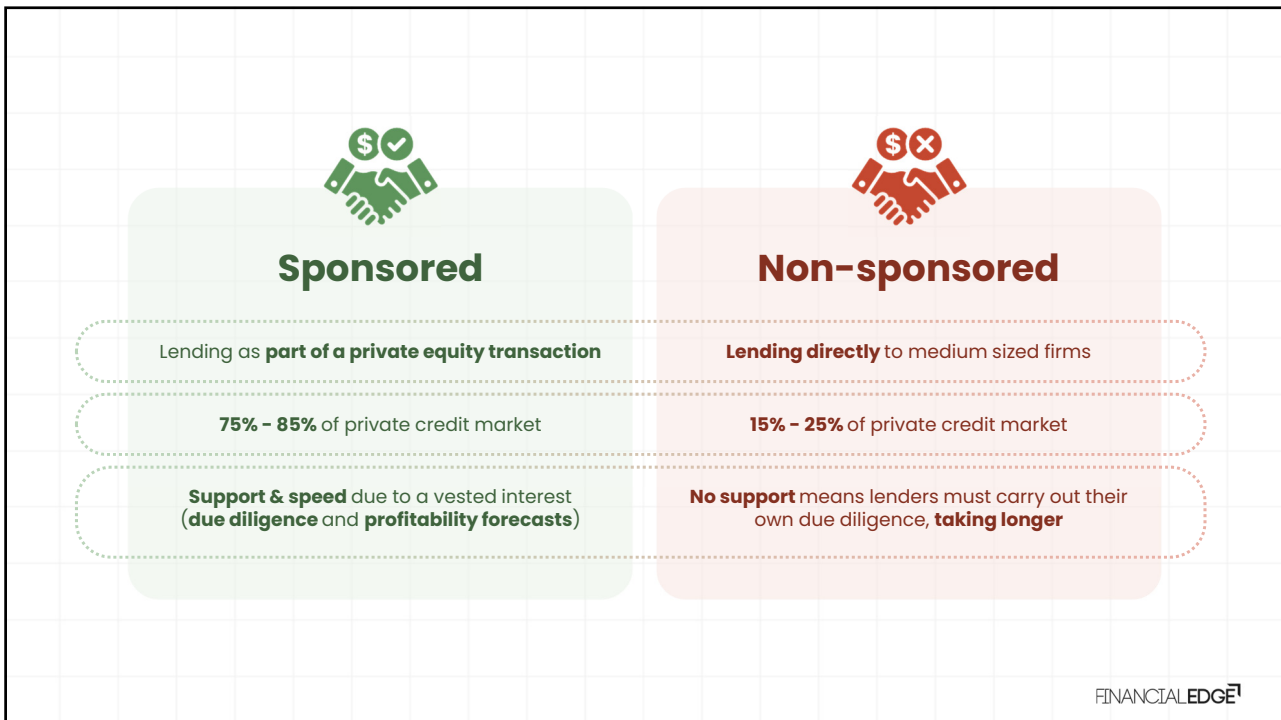 $
$
Sponsored
Non-sponsored
Lending as part of a private equity transaction
Lending directly to medium sized firms
75% - 85% of private credit market
15% - 25% of private credit market
Support & speed due to a vested interest
(due diligence and profitability forecasts)
No support means lenders must carry out their
own due diligence, taking longer
FINANCIALEDGE